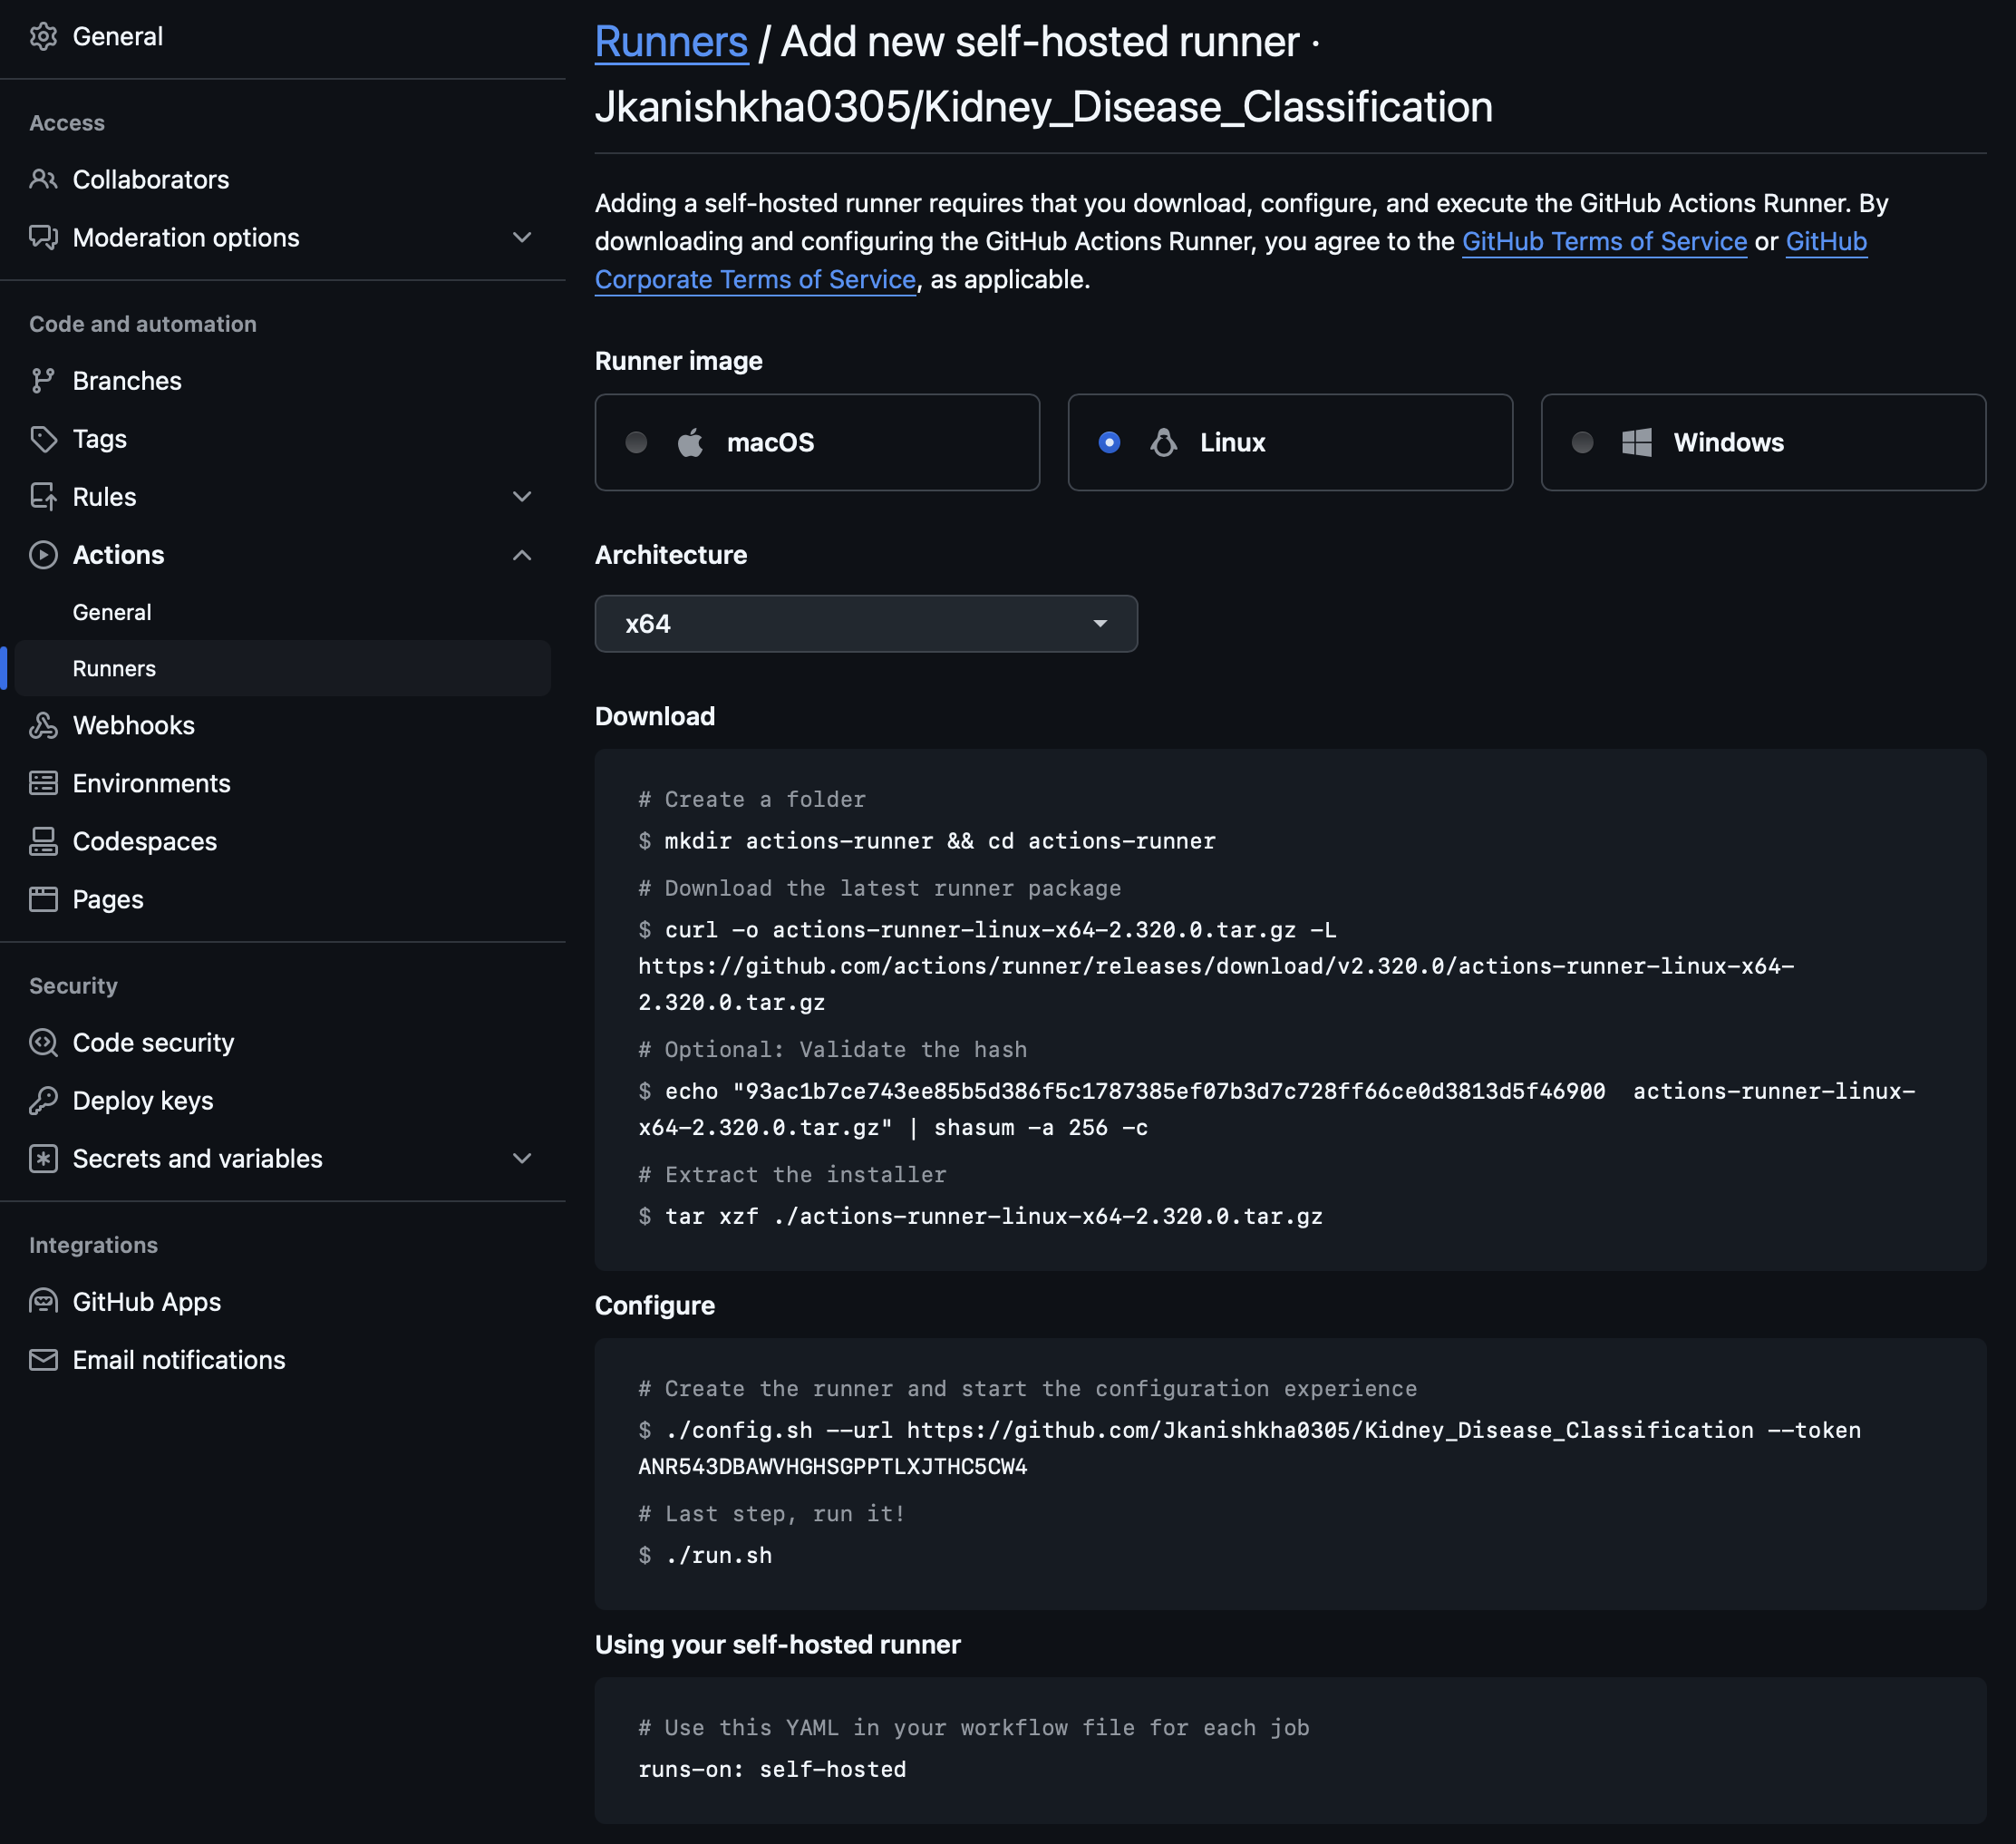 General
Access
Collaborators
Moderation options
Code and automation
Branches
Tags
Rules
Actions
General
Runners
Webhooks
Environments
Codespaces
Pages
Security
Code security
Deploy keys
Secrets and variables
Integrations
GitHub Apps
Email notifications
Runners / Add new self-hosted runner ·
Jkanishkha0305/Kidney_Disease_Classification
Adding a self-hosted runner requires that you download, configure, and execute the GitHub Actions Runner. By
downloading and configuring the GitHub Actions Runner, you agree to the GitHub Terms of Service or GitHub
Corporate Terms of Service, as applicable.
Runner image
macOS
Linux
Windows
Architecture
x64
Download
# Create a folder
$ mkdir actions-runner && cd actions-runner
# Download the latest runner package
$ curl -o actions-runner-linux-x64-2.320.0.tar.gz -L
https://github.com/actions/runner/releases/download/v2.320.0/actions-runner-linux-x64-
2.320.0.tar.gz
# Optional: Validate the hash
$ echo "93ac1b7ce743ee85b5d386f5c1787385ef07b3d7c728ff66ce0d3813d5f46900  actions-runner-linux-
x64-2.320.0.tar.gz" | shasum -a 256 -c
# Extract the installer
$ tar xzf ./actions-runner-linux-x64-2.320.0.tar.gz
Configure
# Create the runner and start the configuration experience
$ ./config.sh --url https://github.com/Jkanishkha0305/Kidney_Disease_Classification --token
ANR543DBAWVHGHSGPPTLXJTHC5CW4
# Last step, run it!
$ ./run.sh
Using your self-hosted runner
# Use this YAML in your workflow file for each job
runs-on: self-hosted